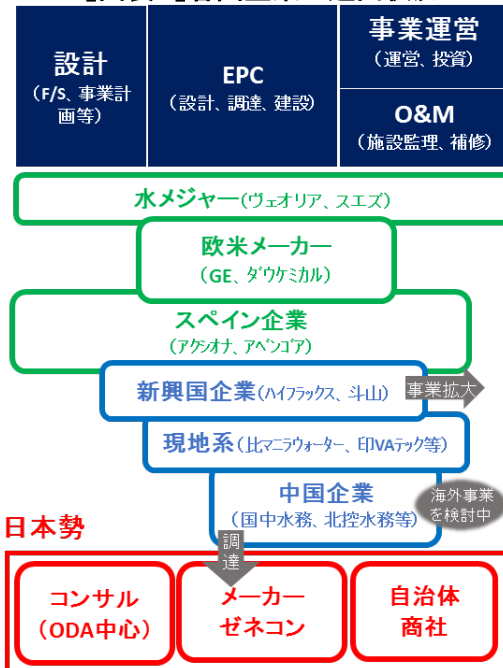 設計
(F/S、事業計
画等)
EPC
(設計、調達、建設)
事業運営
(運営、投資)
O&M
(施設監理、補修)
水メジャー(ヴェオリア、スエズ)
欧米メーカー
(GE、ダウケミカル)
スペイン企業
(アクシオナ、アベンゴア)
新興国企業(ハイフラックス、斗山)
事業拡大
現地系(比マニラウォーター、印VAテック等)
中国企業
(国中水務、北控水務等)
海外事業
を検討中
日本勢
調
達
コンサル
(ODA中心)
メーカー
ゼネコン
自治体
商社